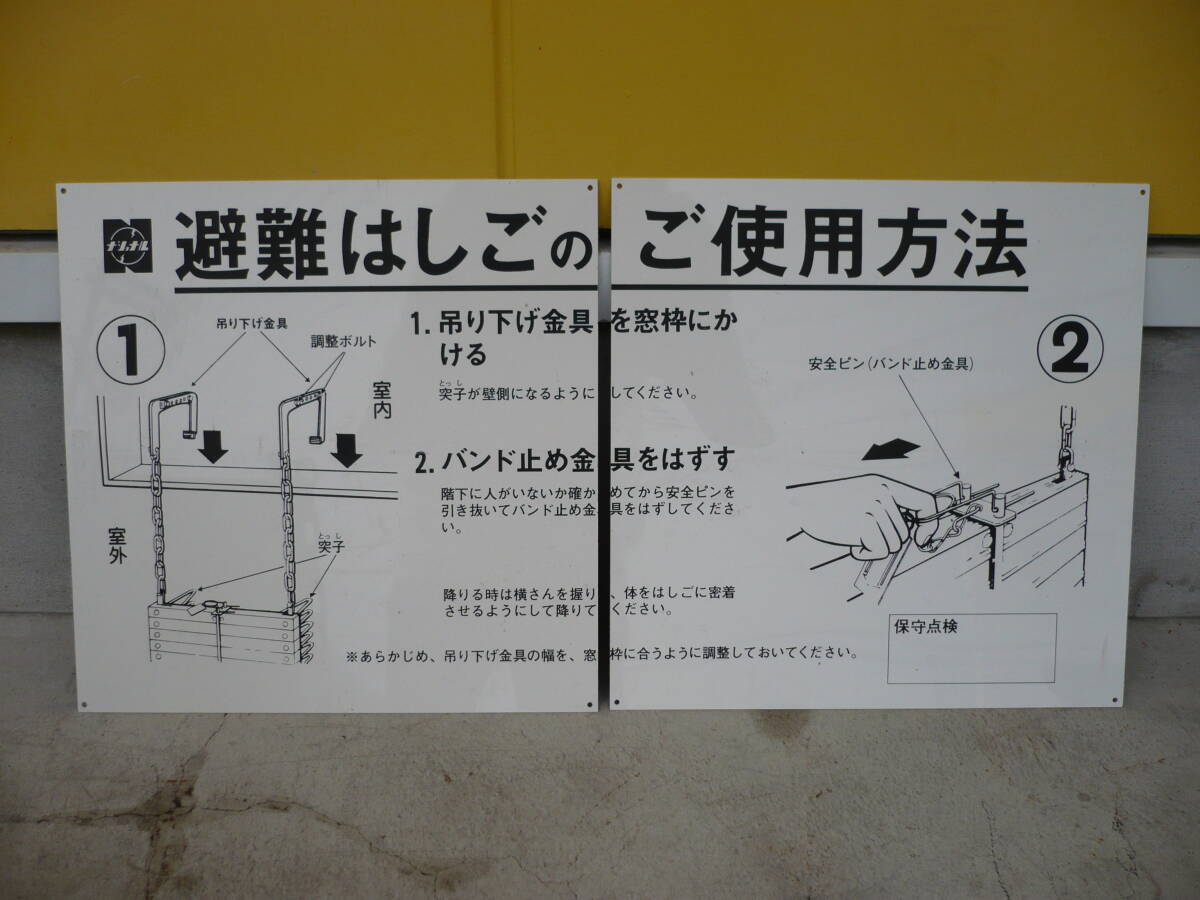 ナショナル
避難はしごのご使用方法
1
吊り下げ金具
調整ボルト
室内
室外
とっし
突子
1. 吊り下げ金具を窓枠にか
ける
とっし
突子が壁側になるようにしてください。
2. バンド止め金具をはずす
階下に人がいないか確かめてから安全ピンを
引き抜いてバンド止め金具をはずしてくださ
い。
降りる時は横さんを握り、体をはしごに密着
させるようにして降りてください。
※あらかじめ、吊り下げ金具の幅を、窓枠に合うように調整しておいてください。
2
安全ピン(バンド止め金具)
保守点検